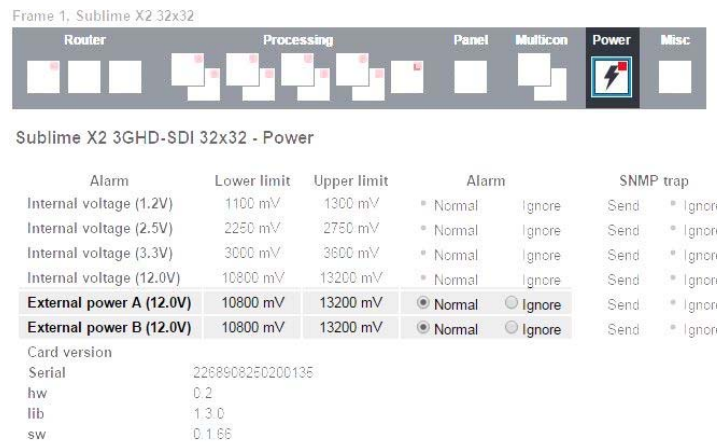 Frame 1. Sublime X2 32x32
Router Processing Panel Multicon Power Misc
Sublime X2 3GHD-SDI 32x32 - Power
Alarm Lower limit Upper limit Alarm SNMP trap
Internal voltage (1.2V) 1100 mV 1300 mV Normal Ignore Send Ignore
Internal voltage (2.5V) 2250 mV 2750 mV Normal Ignore Send Ignore
Internal voltage (3.3V) 3000 mV 3600 mV Normal Ignore Send Ignore
Internal voltage (12.0V) 10800 mV 13200 mV Normal Ignore Send Ignore
External power A (12.0V) 10800 mV 13200 mV Normal Ignore Send Ignore
External power B (12.0V) 10800 mV 13200 mV Normal Ignore Send Ignore
Card version
Serial 2268908250200135
hw 0.2
lib 1.3.0
sw 0.1.66